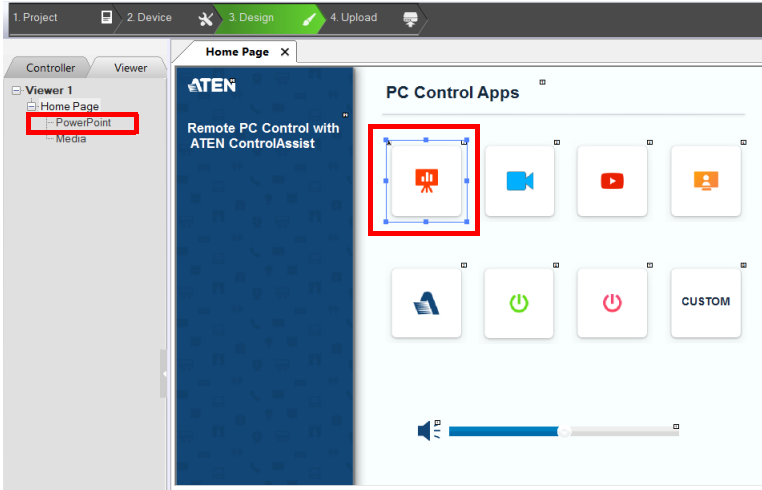 1. Project
2. Device
3. Design
4. Upload
Home Page X
Controller
Viewer
Viewer 1
Home Page
PowerPoint
Media
ATEN
Remote PC Control with
ATEN ControlAssist
PC Control Apps
CUSTOM